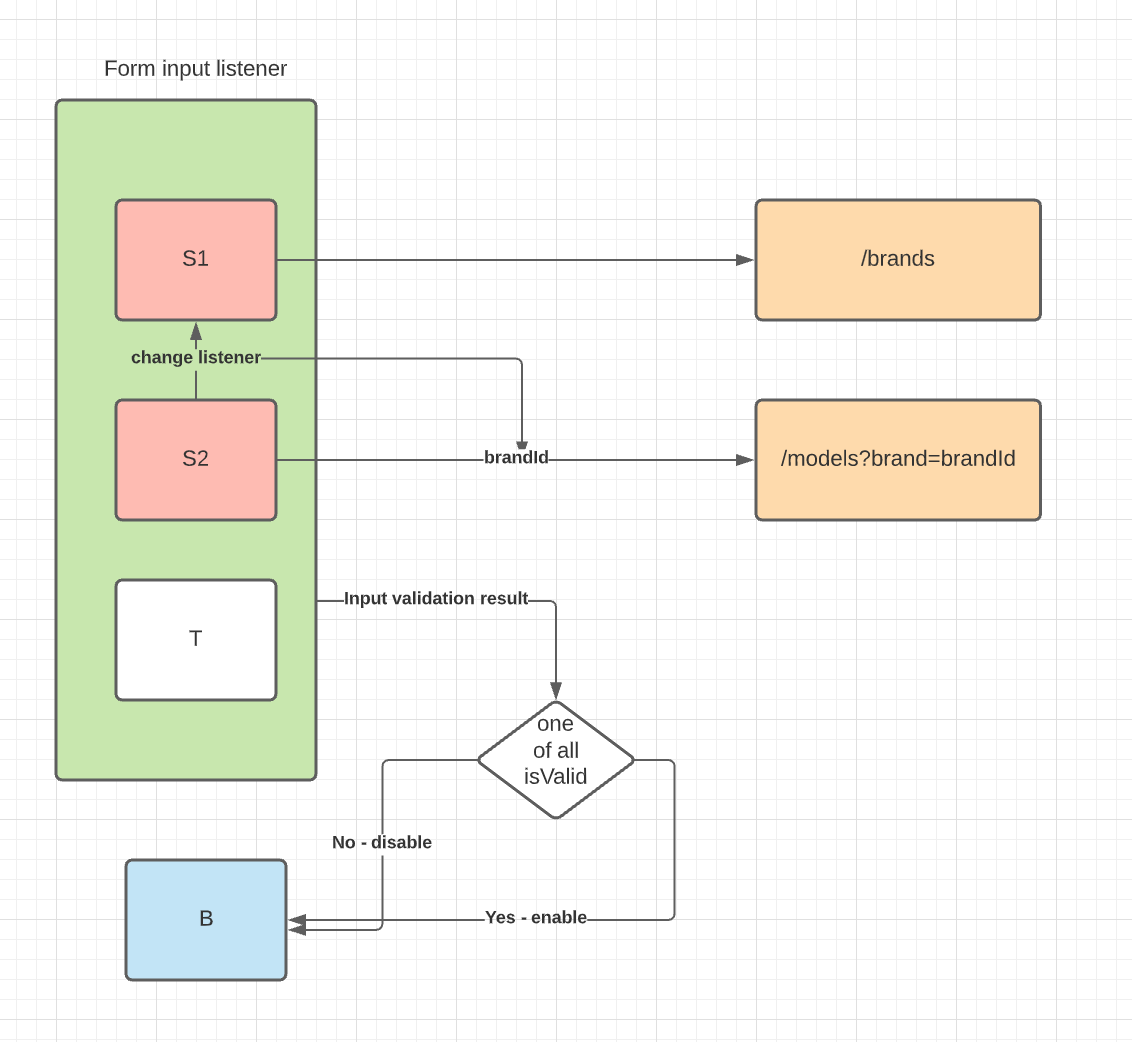 Form input listener
S1
/brands
change listener
S2
brandId
/models?brand=brandId
T
Input validation result
one
of all
isValid
No - disable
B
Yes - enable